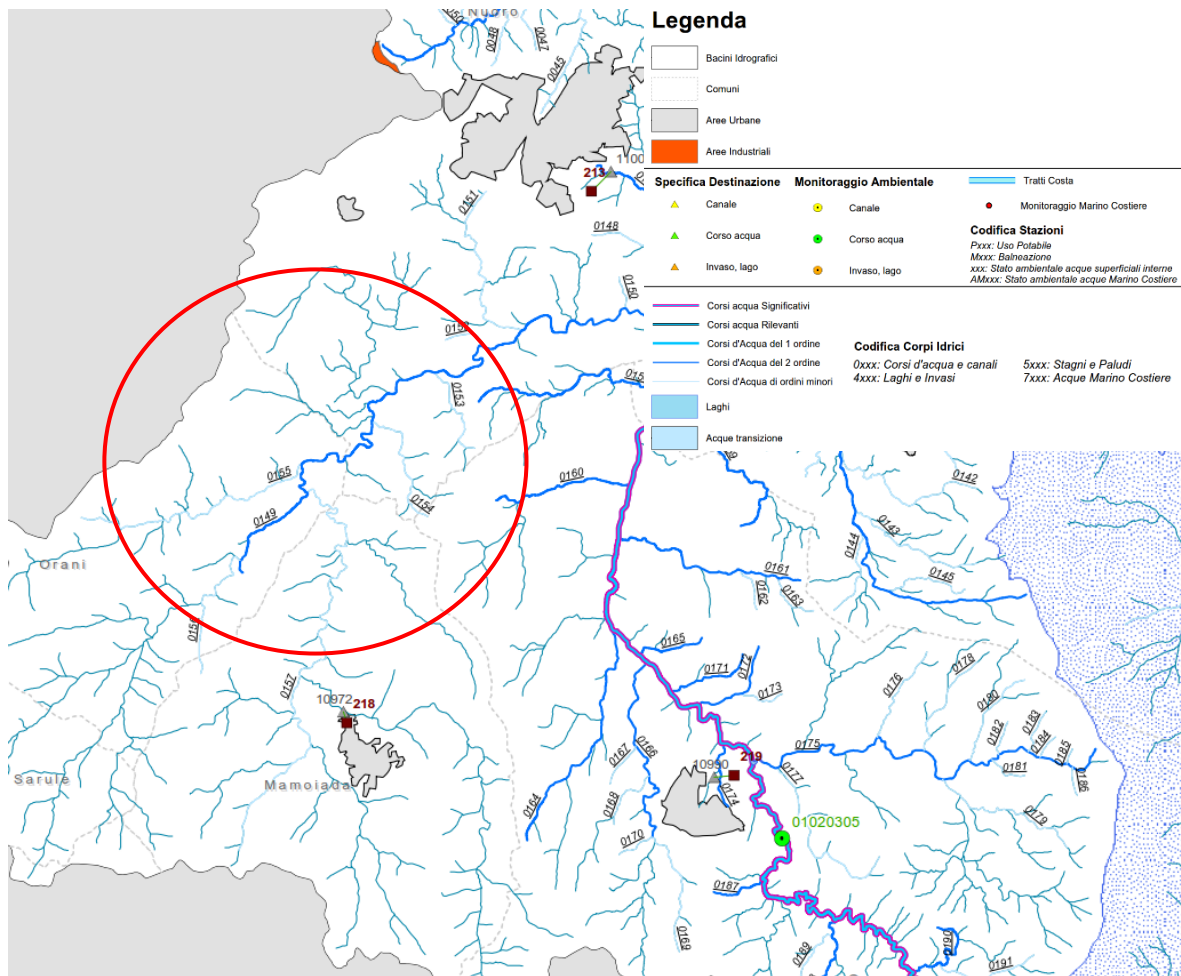 Nuoro
0048
0047
0045
213
0151
0148
0150
0153
0155
0154
0149
Orani
0157
10972
218
Sarule
Mamoiada
0160
0161
0162
0163
0142
0143
0144
0145
0165
0171
0172
0173
0178
0176
0180
0182
0183
0184
0185
0186
0181
0175
0177
0179
0167
0166
0164
0168
0170
0169
10990
219
0174
01020305
0187
0190
0191
Legenda
Bacini Idrografici
Comuni
Aree Urbane
Aree Industriali
Specifica Destinazione
Canale
Corso acqua
Invaso, lago
Monitoraggio Ambientale
Canale
Corso acqua
Invaso, lago
Tratti Costa
Monitoraggio Marino Costiere
Codifica Stazioni
Pxxx: Uso Potabile
Mxxx: Balneazione
xxx: Stato ambientale acque superficiali interne
AMxxx: Stato ambientale acque Marino Costiere
Corsi acqua Significativi
Corsi acqua Rilevanti
Corsi d'Acqua del 1 ordine
Corsi d'Acqua del 2 ordine
Corsi d'Acqua di ordini minori
Laghi
Acque transizione
Codifica Corpi Idrici
0xxx: Corsi d'acqua e canali
4xxx: Laghi e Invasi
5xxx: Stagni e Paludi
7xxx: Acque Marino Costiere